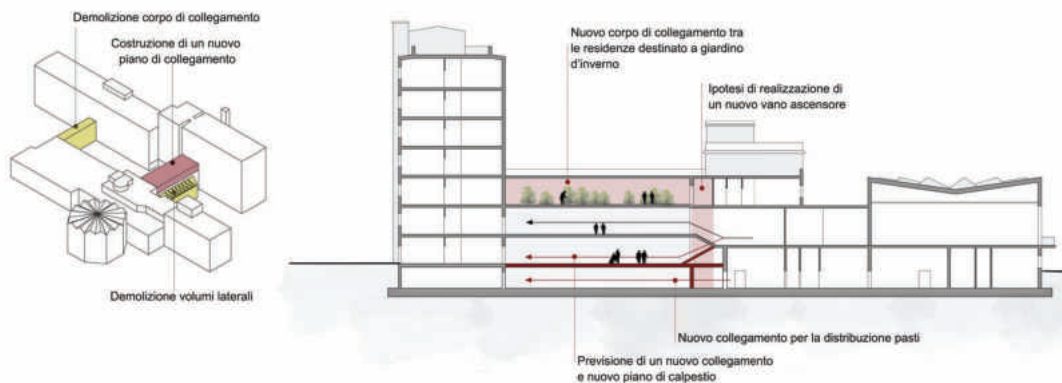 Demolizione corpo di collegamento
Costruzione di un nuovo
piano di collegamento
Demolizione volumi laterali
Nuovo corpo di collegamento tra
le residenze destinato a giardino
d'inverno
Ipotesi di realizzazione di
un nuovo vano ascensore
Nuovo collegamento per la distribuzione pasti
Previsione di un nuovo collegamento
e nuovo piano di calpestio